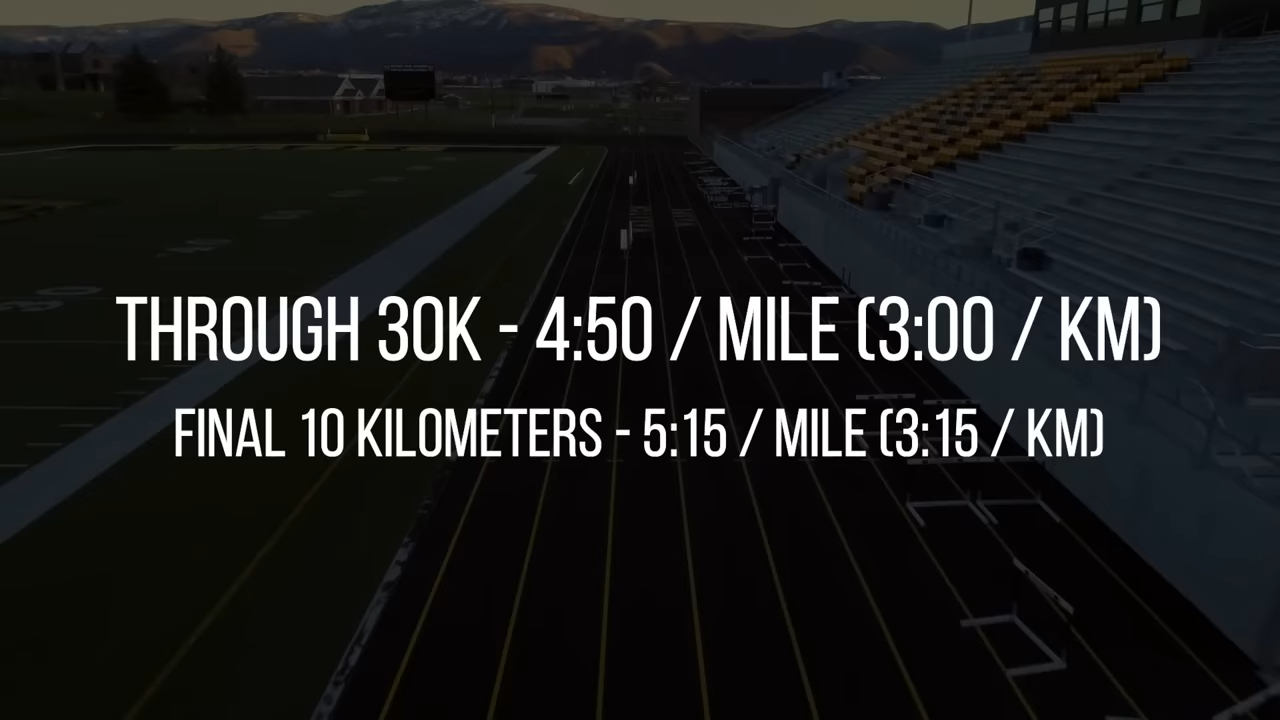 THROUGH 30K - 4:50 / MILE (3:00 / KM)
FINAL 10 KILOMETERS - 5:15 / MILE (3:15 / KM)